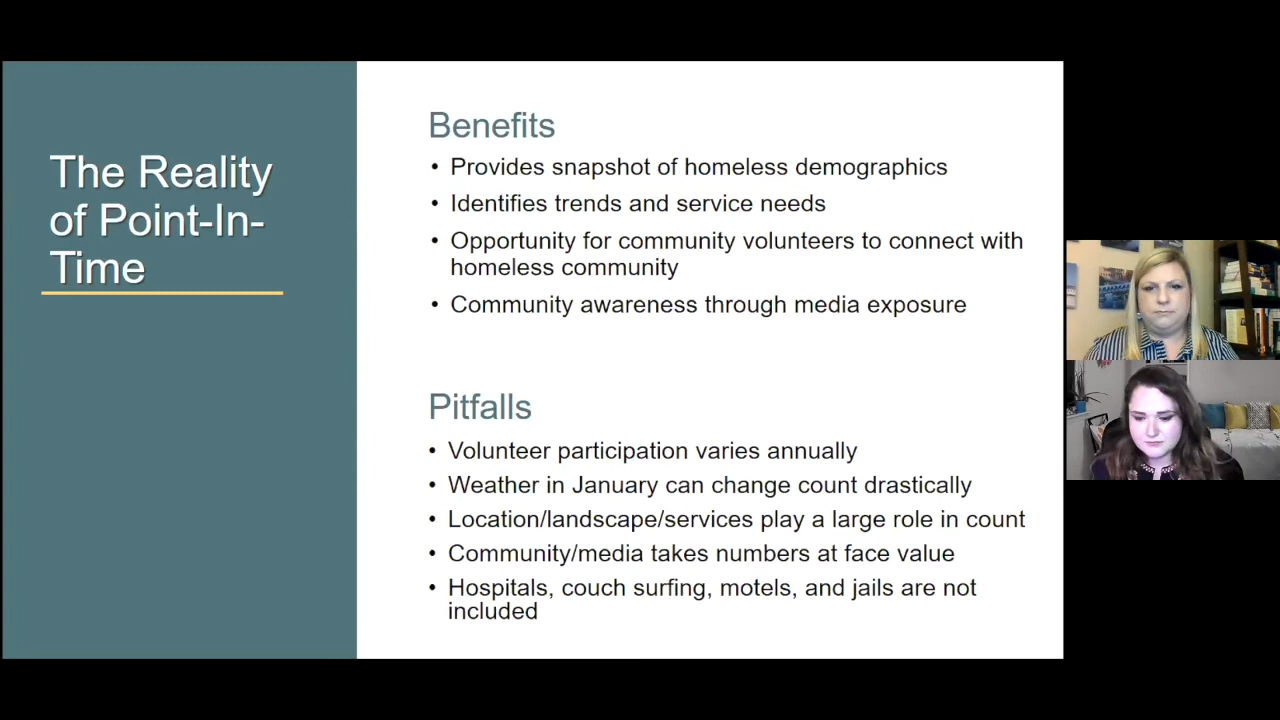 The Reality
of Point-In-
Time
Benefits
• Provides snapshot of homeless demographics
• Identifies trends and service needs
• Opportunity for community volunteers to connect with
homeless community
• Community awareness through media exposure
Pitfalls
• Volunteer participation varies annually
• Weather in January can change count drastically
• Location/landscape/services play a large role in count
• Community/media takes numbers at face value
• Hospitals, couch surfing, motels, and jails are not
included